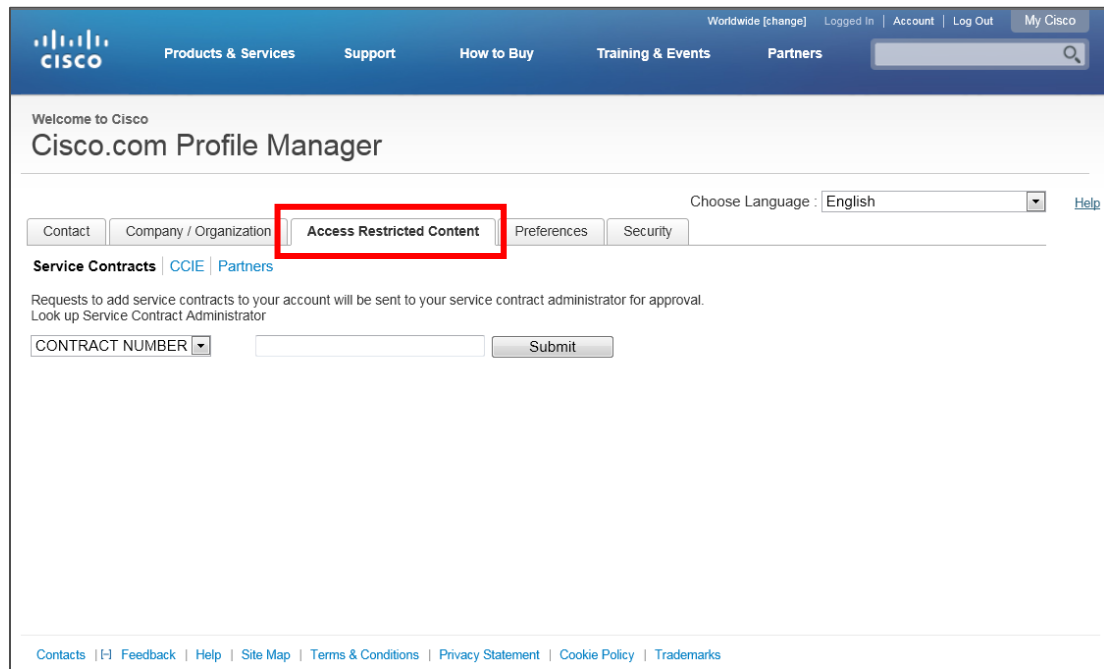 Worldwide [change] Logged In | Account | Log Out My Cisco
CISCO Products & Services Support How to Buy Training & Events Partners
Welcome to Cisco
Cisco.com Profile Manager
Choose Language : English Help
Contact Company / Organization Access Restricted Content Preferences Security
Service Contracts | CCIE | Partners
Requests to add service contracts to your account will be sent to your service contract administrator for approval.
Look up Service Contract Administrator
CONTRACT NUMBER Submit
Contacts | [-] Feedback | Help | Site Map | Terms & Conditions | Privacy Statement | Cookie Policy | Trademarks